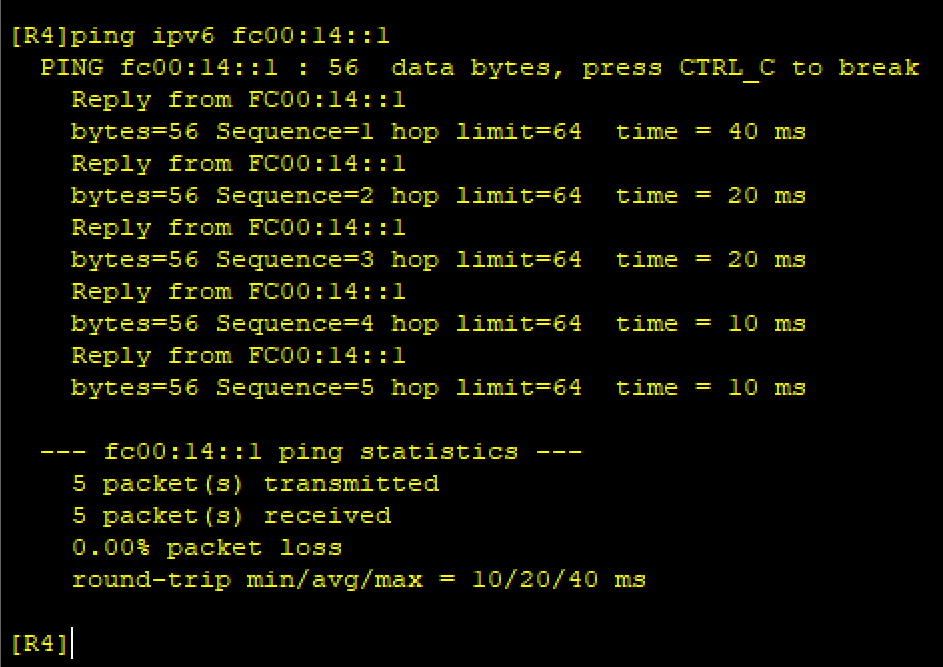 [R4]ping ipv6 fc00:14::1
PING fc00:14::1 : 56  data bytes, press CTRL_C to break
Reply from FC00:14::1
bytes=56 Sequence=1 hop limit=64  time = 40 ms
Reply from FC00:14::1
bytes=56 Sequence=2 hop limit=64  time = 20 ms
Reply from FC00:14::1
bytes=56 Sequence=3 hop limit=64  time = 20 ms
Reply from FC00:14::1
bytes=56 Sequence=4 hop limit=64  time = 10 ms
Reply from FC00:14::1
bytes=56 Sequence=5 hop limit=64  time = 10 ms
--- fc00:14::1 ping statistics ---
5 packet(s) transmitted
5 packet(s) received
0.00% packet loss
round-trip min/avg/max = 10/20/40 ms
[R4]